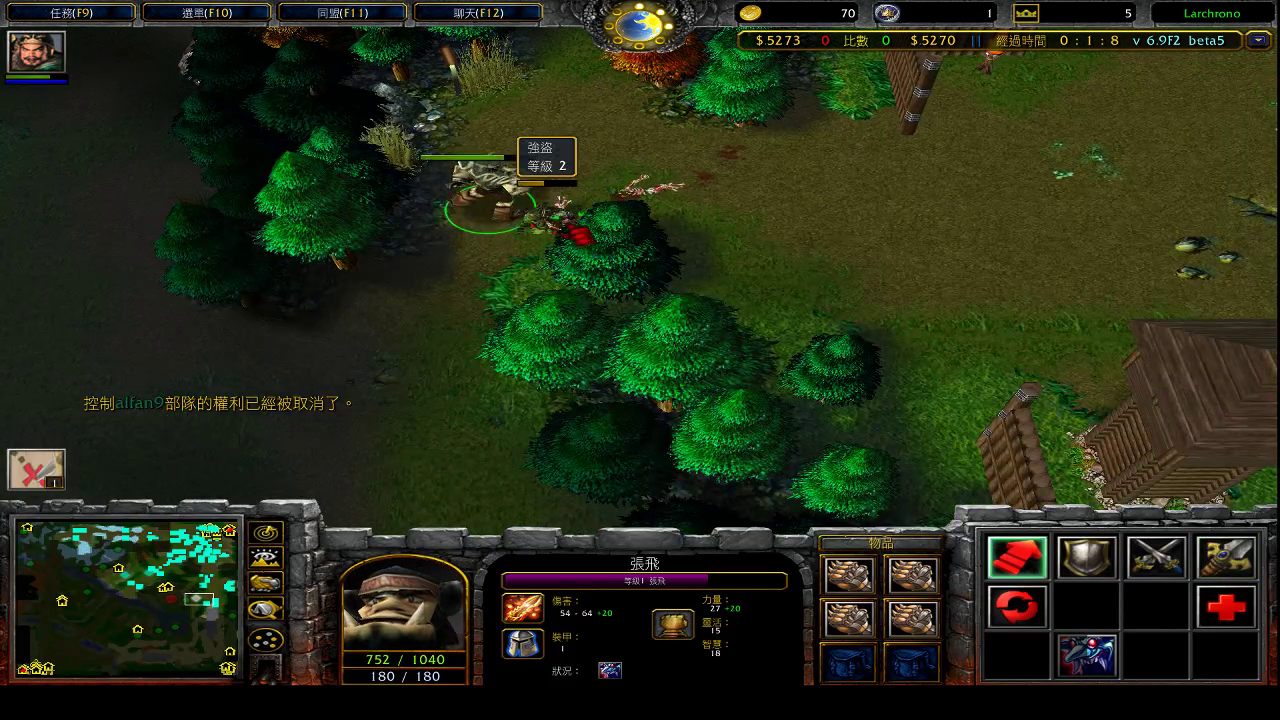 任務(F9)
選單(F10)
同盟(F11)
聊天(F12)
70
1
5
Larchrono
$.5273 0 比數 0 $.5270 || 經過時間 0 : 1 : 8 v 6.9F2 beta5
強盜
等級 2
控制alfan9部隊的權利已經被取消了。
1
張飛
等級1 張飛
傷害：
54 - 64 +20
裝甲：
1
狀況：
力量：
27 +20
靈活：
15
智慧：
18
752 / 1040
180 / 180
物品